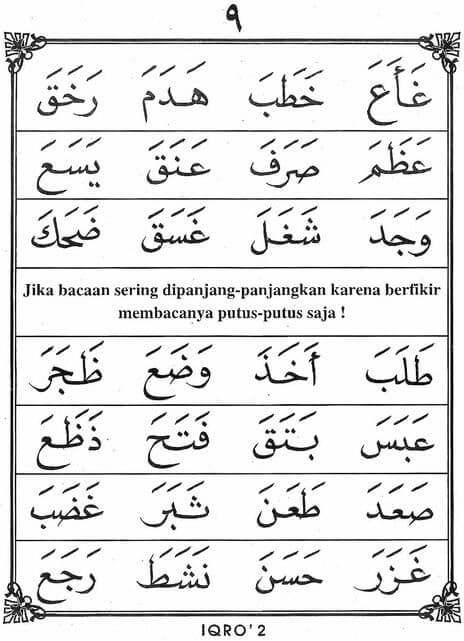 ٩
غَأَعَ خَطَبَ هَدَمَ رَخَقَ
عَظَمَ صَرَفَ عَنَقَ يَسَعَ
وَجَدَ شَغَلَ غَسَقَ ضَحَكَ
Jika bacaan sering dipanjang-panjangkan karena berfikir
membacanya putus-putus saja !
طَلَبَ أَخَذَ وَضَعَ ظَجَرَ
عَبَسَ بَتَقَ فَتَحَ ذَظَعَ
صَعَدَ طَعَنَ ثَبَرَ غَضَبَ
غَزَرَ حَسَنَ نَشَطَ رَجَعَ
IQRO' 2